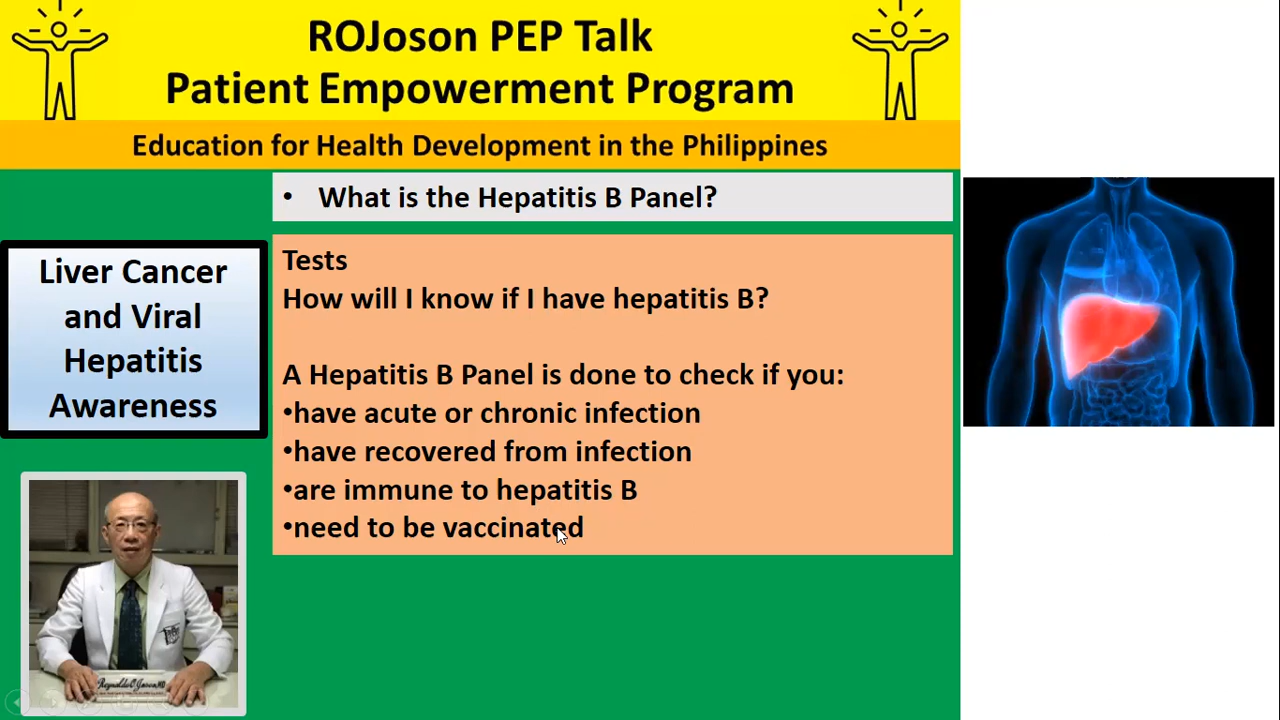 ROJoson PEP Talk
Patient Empowerment Program
Education for Health Development in the Philippines
• What is the Hepatitis B Panel?
Liver Cancer
and Viral
Hepatitis
Awareness
Tests
How will I know if I have hepatitis B?
A Hepatitis B Panel is done to check if you:
•have acute or chronic infection
•have recovered from infection
•are immune to hepatitis B
•need to be vaccinated